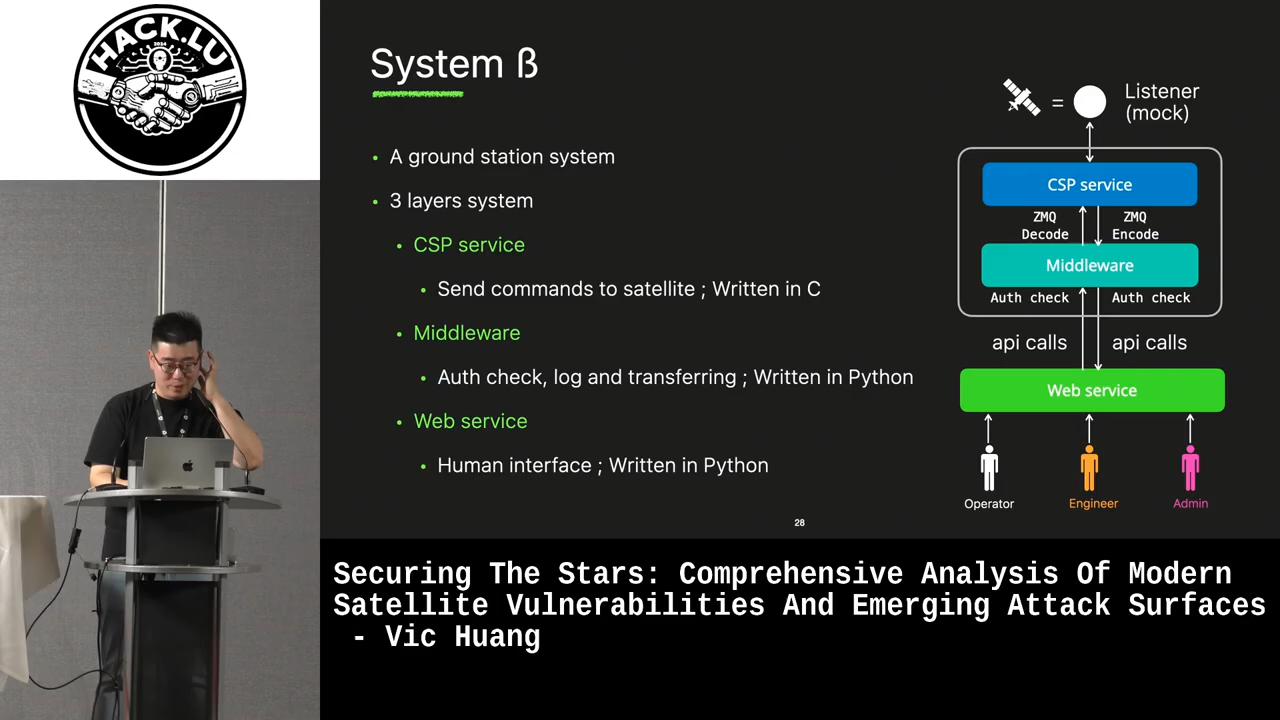 HACK.LU
2024
System ß
A ground station system
3 layers system
CSP service
Send commands to satellite ; Written in C
Middleware
Auth check, log and transferring ; Written in Python
Web service
Human interface ; Written in Python
=
Listener
(mock)
CSP service
ZMQ
Decode
ZMQ
Encode
Middleware
Auth check
Auth check
api calls
api calls
Web service
Operator
Engineer
Admin
28
Securing The Stars: Comprehensive Analysis Of Modern
Satellite Vulnerabilities And Emerging Attack Surfaces
- Vic Huang